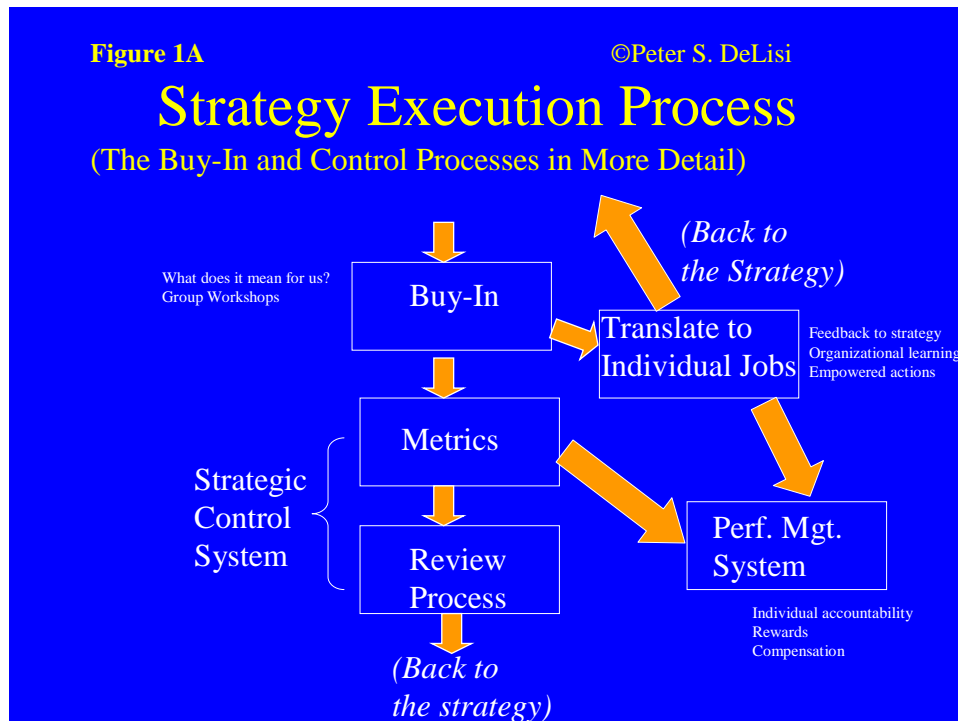 Figure 1A
©Peter S. DeLisi
Strategy Execution Process
(The Buy-In and Control Processes in More Detail)
(Back to
the Strategy)
What does it mean for us?
Group Workshops
Buy-In
Translate to
Individual Jobs
Feedback to strategy
Organizational learning
Empowered actions
Metrics
Strategic
Control
System
Review
Process
Perf. Mgt.
System
Individual accountability
Rewards
Compensation
(Back to
the strategy)